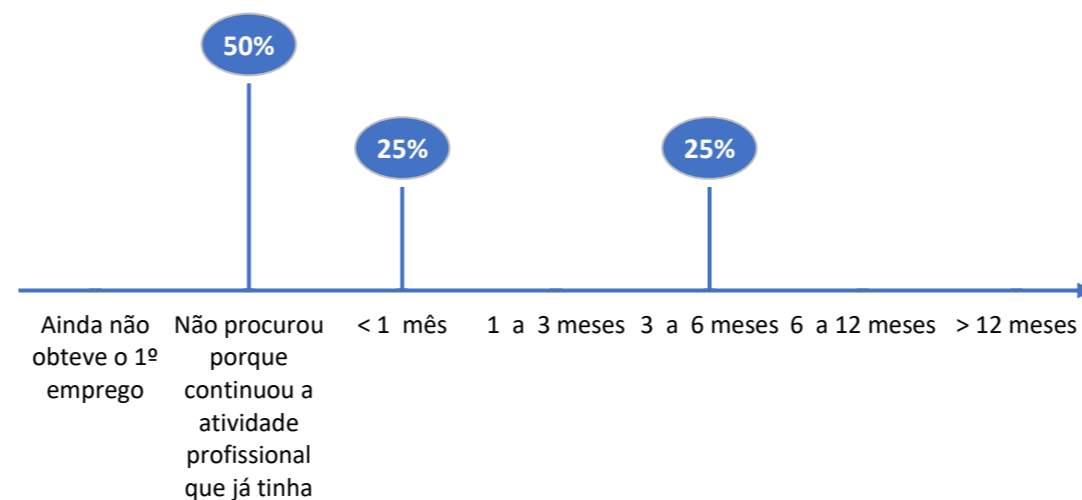 50%
25%
25%
Ainda não
obteve o 1º
emprego
Não procurou
porque
continuou a
atividade
profissional
que já tinha
< 1 mês
1 a 3 meses
3 a 6 meses
6 a 12 meses
> 12 meses